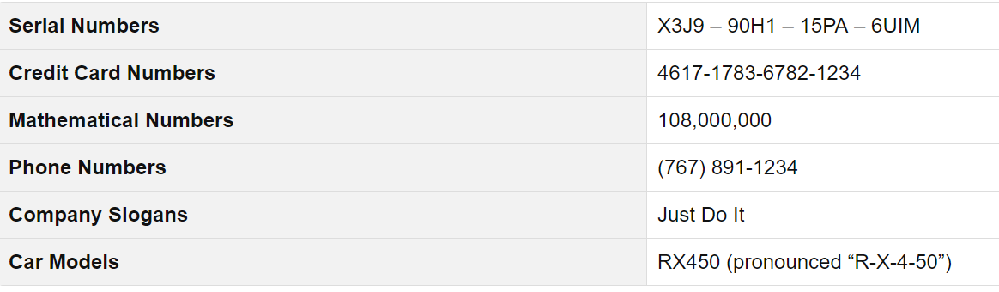 Serial Numbers X3J9 – 90H1 – 15PA – 6UIM
Credit Card Numbers 4617-1783-6782-1234
Mathematical Numbers 108,000,000
Phone Numbers (767) 891-1234
Company Slogans Just Do It
Car Models RX450 (pronounced “R-X-4-50”)